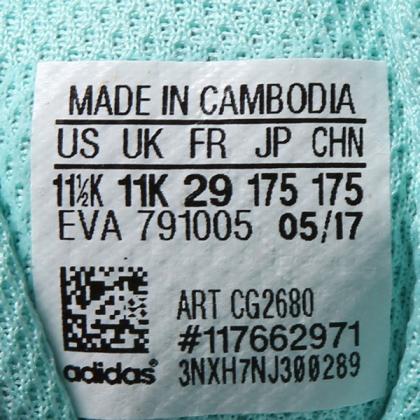 MADE IN CAMBODIA
US UK FR JP CHN
11½K 11K 29 175 175
EVA 791005 05/17
ART CG2680
#117662971
adidas® 3NXH7NJ300289